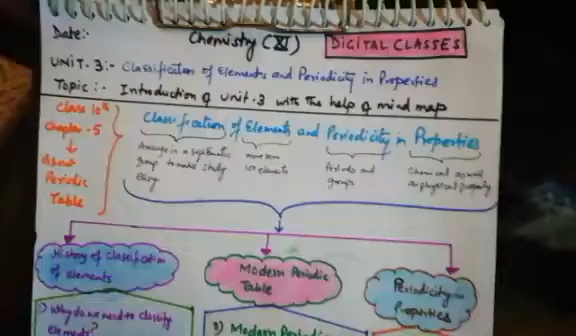 Date:-
Chemistry (XI)
DIGITAL CLASSES
UNIT. 3:- Classification of Elements and Periodicity in Properties
Topic:- Introduction of unit-3 with the help of mind map
Class 10th
Chapter - 5
↓
About
Periodic
Table
Classification of Elements and Periodicity in Properties
Arrange in a systematic
group to make study
easy
more than
100 elements
Periods and
groups
Chemical as well
as physical property
History of classification
of elements
Modern Periodic
Table
Periodicity in
Properties
1) Why do we need to classify
elements?
Modern